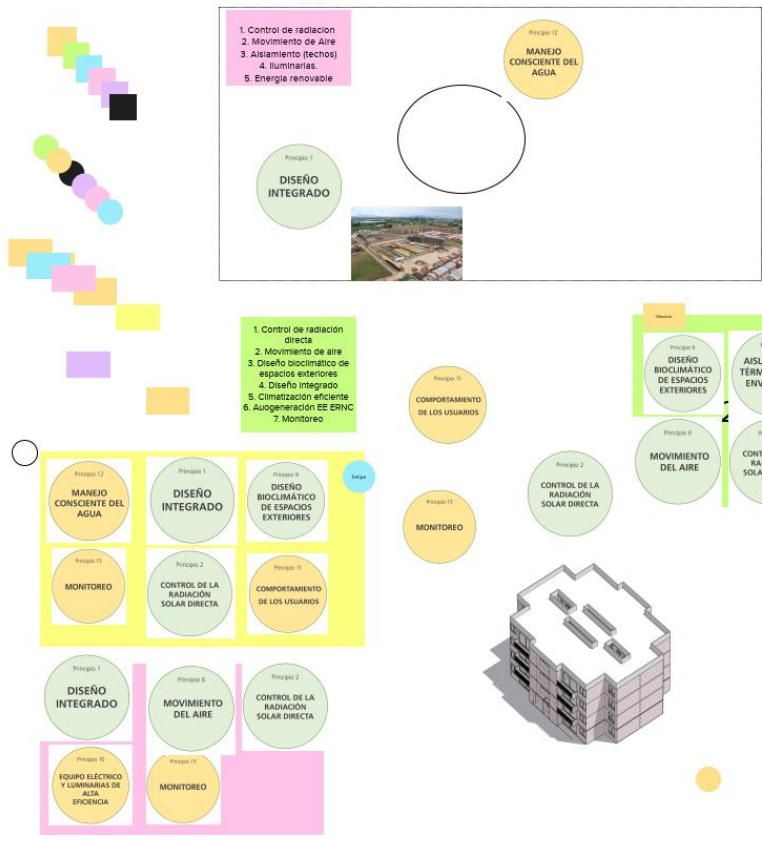 1. Control de radiacion
2. Movimiento de Aire
3. Aislamiento (techos)
4. Iluminarias.
5. Energia renovable
Principio 12
MANEJO
CONSCIENTE DEL
AGUA
Principio 1
DISEÑO
INTEGRADO
1. Control de radiación
directa
2. Movimiento de aire
3. Diseño bioclimático de
espacios exteriores
4. Diseño Integrado
5. Climatización eficiente
6. Auogeneración EE ERNC
7. Monitoreo
Principio 11
COMPORTAMIENTO
DE LOS USUARIOS
Principio 9
DISEÑO
BIOCLIMÁTICO
DE ESPACIOS
EXTERIORES
AISL
TÉRM
ENV
2
Principio 6
MOVIMIENTO
DEL AIRE
CONT
RA
SOLA
Principio 2
CONTROL DE LA
RADIACIÓN
SOLAR DIRECTA
Principio 15
MONITOREO
Principio 12
MANEJO
CONSCIENTE DEL
AGUA
Principio 1
DISEÑO
INTEGRADO
Principio 9
DISEÑO
BIOCLIMÁTICO
DE ESPACIOS
EXTERIORES
Principio 15
MONITOREO
Principio 2
CONTROL DE LA
RADIACIÓN
SOLAR DIRECTA
Principio 11
COMPORTAMIENTO
DE LOS USUARIOS
Principio 1
DISEÑO
INTEGRADO
Principio 6
MOVIMIENTO
DEL AIRE
Principio 2
CONTROL DE LA
RADIACIÓN
SOLAR DIRECTA
Principio 10
EQUIPO ELÉCTRICO
Y LUMINARIAS DE
ALTA
EFICIENCIA
Principio 15
MONITOREO